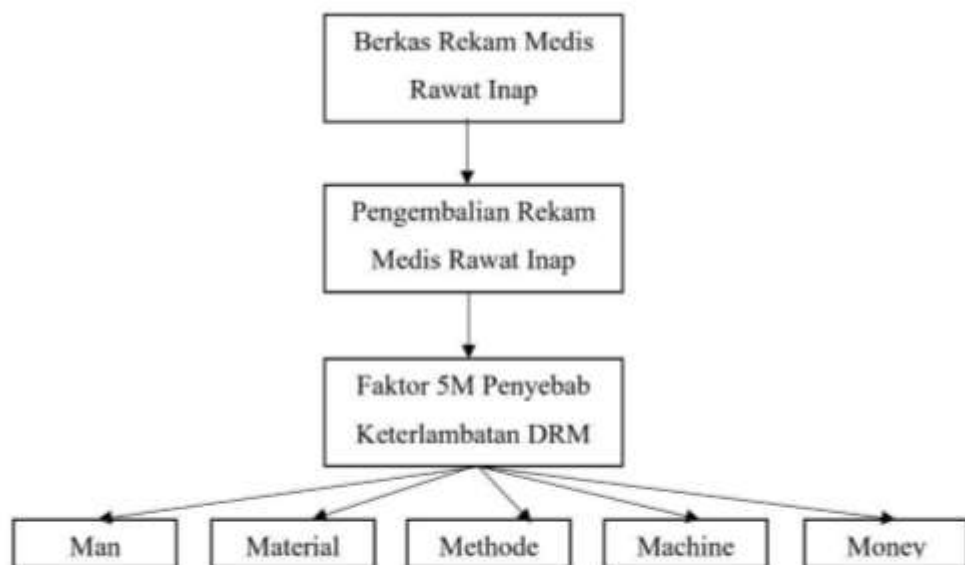 Berkas Rekam Medis
Rawat Inap
Pengembalian Rekam
Medis Rawat Inap
Faktor 5M Penyebab
Keterlambatan DRM
Man
Material
Methode
Machine
Money